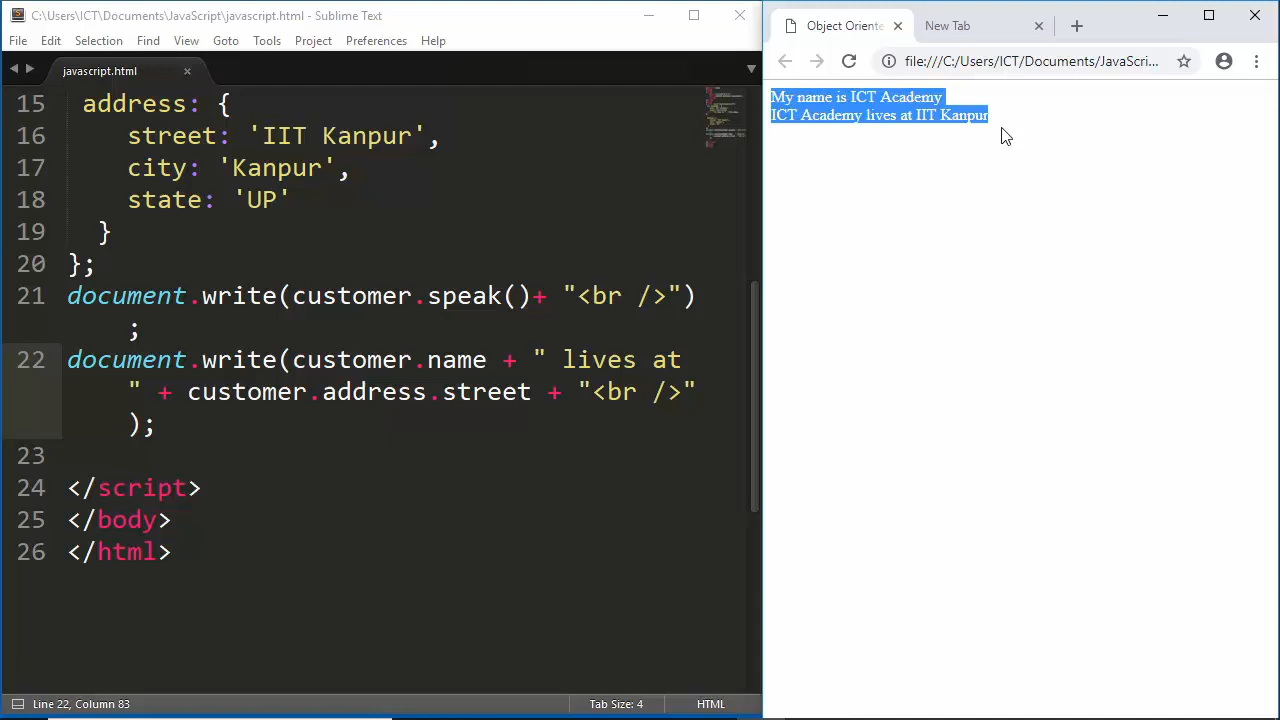 C:\Users\ICT\Documents\JavaScript\javascript.html - Sublime Text
File Edit Selection Find View Goto Tools Project Preferences Help
javascript.html
15 address: {
16 street: 'IIT Kanpur',
17 city: 'Kanpur',
18 state: 'UP'
19 }
20 };
21 document.write(customer.speak()+ "<br />")
;
22 document.write(customer.name + " lives at
" + customer.address.street + "<br />"
);
23
24 </script>
25 </body>
26 </html>
Line 22, Column 83 Tab Size: 4 HTML
Object Oriente New Tab
file:///C:/Users/ICT/Documents/JavaScri...
My name is ICT Academy
ICT Academy lives at IIT Kanpur